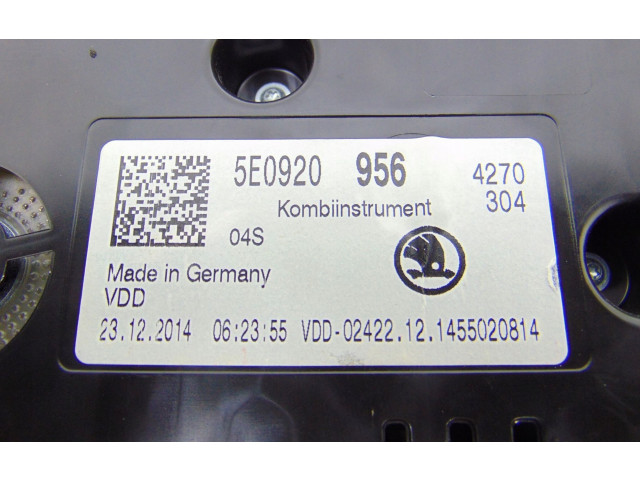 5E0920 956 4270
Kombiinstrument 304
04S
Made in Germany
VDD
23.12.2014 06:23:55 VDD-02422.12.1455020814